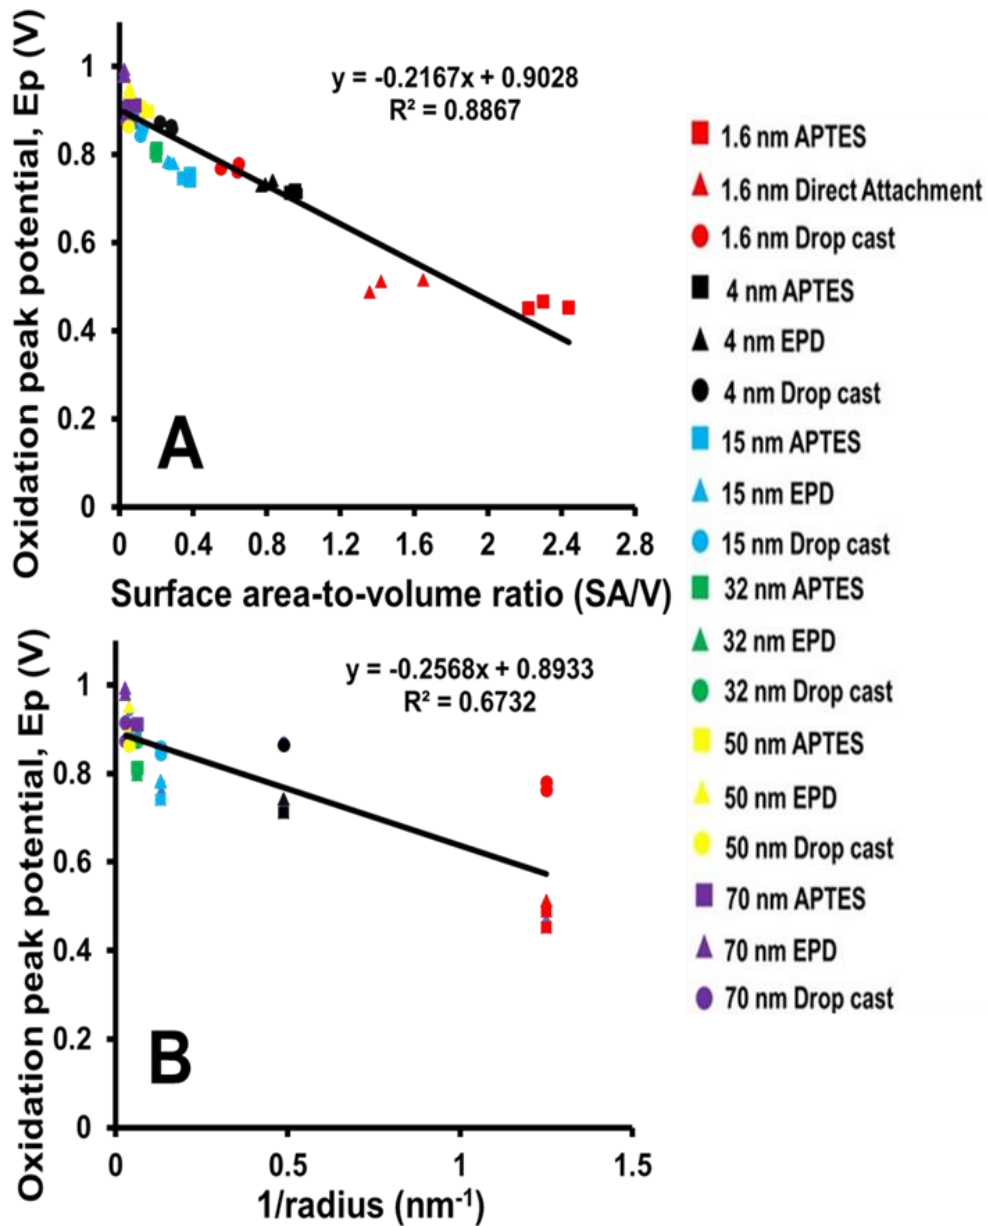 Oxidation peak potential, Ep (V)
1
0.8
0.6
0.4
0.2
0
y = -0.2167x + 0.9028
R² = 0.8867
A
0 0.4 0.8 1.2 1.6 2 2.4 2.8
Surface area-to-volume ratio (SA/V)
1.6 nm APTES
1.6 nm Direct Attachment
1.6 nm Drop cast
4 nm APTES
4 nm EPD
4 nm Drop cast
15 nm APTES
15 nm EPD
15 nm Drop cast
32 nm APTES
32 nm EPD
32 nm Drop cast
50 nm APTES
50 nm EPD
50 nm Drop cast
70 nm APTES
70 nm EPD
70 nm Drop cast
Oxidation peak potential, Ep (V)
1
0.8
0.6
0.4
0.2
0
y = -0.2568x + 0.8933
R² = 0.6732
B
0 0.5 1 1.5
1/radius (nm⁻¹)